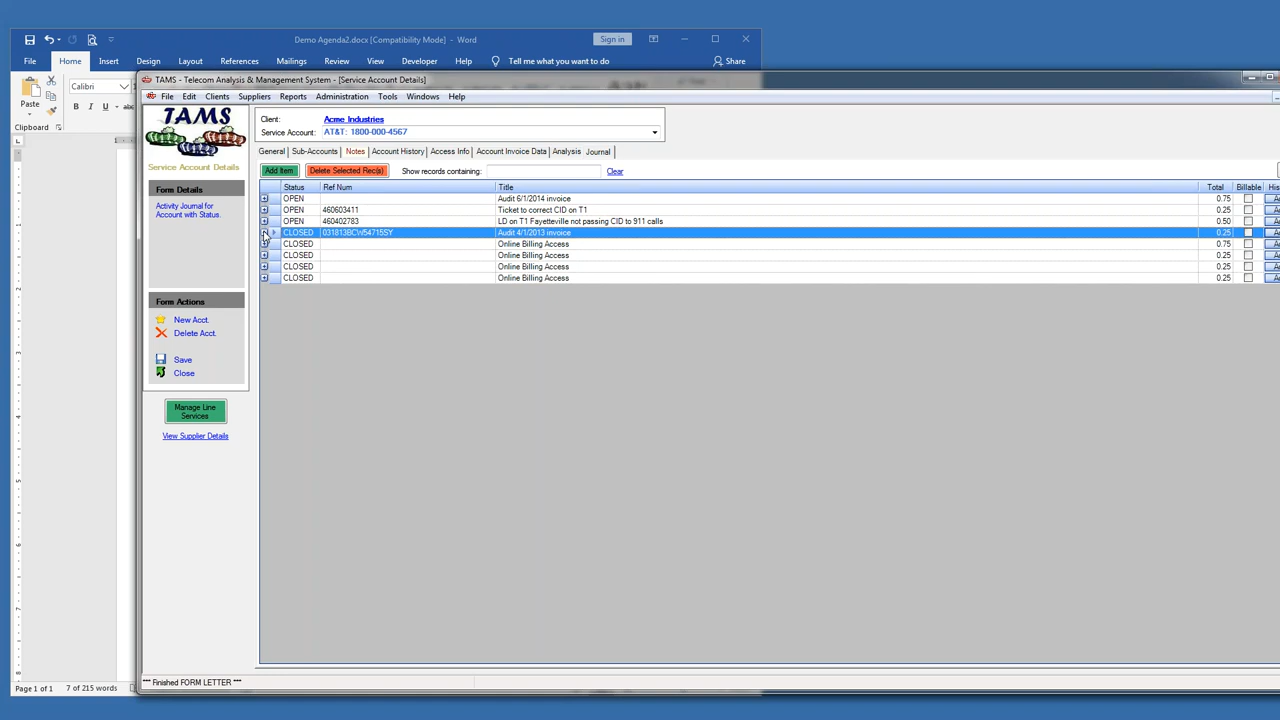 Demo Agenda2.docx [Compatibility Mode] - Word
Sign in
File Home Insert Design Layout References Mailings Review View Developer Help Tell me what you want to do Share
Paste
Calibri
B I U
Clipboard
TAMS - Telecom Analysis & Management System - [Service Account Details]
File Edit Clients Suppliers Reports Administration Tools Windows Help
TAMS
Service Account Details
Form Details
Activity Journal for
Account with Status.
Form Actions
New Acct.
Delete Acct.
Save
Close
Manage Line
Services
View Supplier Details
Client: Acme Industries
Service Account: AT&T: 1800-000-4567
General Sub-Accounts Notes Account History Access Info Account Invoice Data Analysis Journal
Add Item Delete Selected Rec(s) Show records containing: Clear
Status Ref Num Title Total Billable His
OPEN Audit 6/1/2014 invoice 0.75
OPEN 460603411 Ticket to correct CID on T1 0.25
OPEN 460402783 LD on T1 Fayetteville not passing CID to 911 calls 0.50
CLOSED Audit 4/1/2013 invoice 0.25
CLOSED Online Billing Access 0.75
CLOSED Online Billing Access 0.25
CLOSED Online Billing Access 0.25
CLOSED Online Billing Access 0.25
*** Finished FORM LETTER ***
Page 1 of 1 7 of 215 words